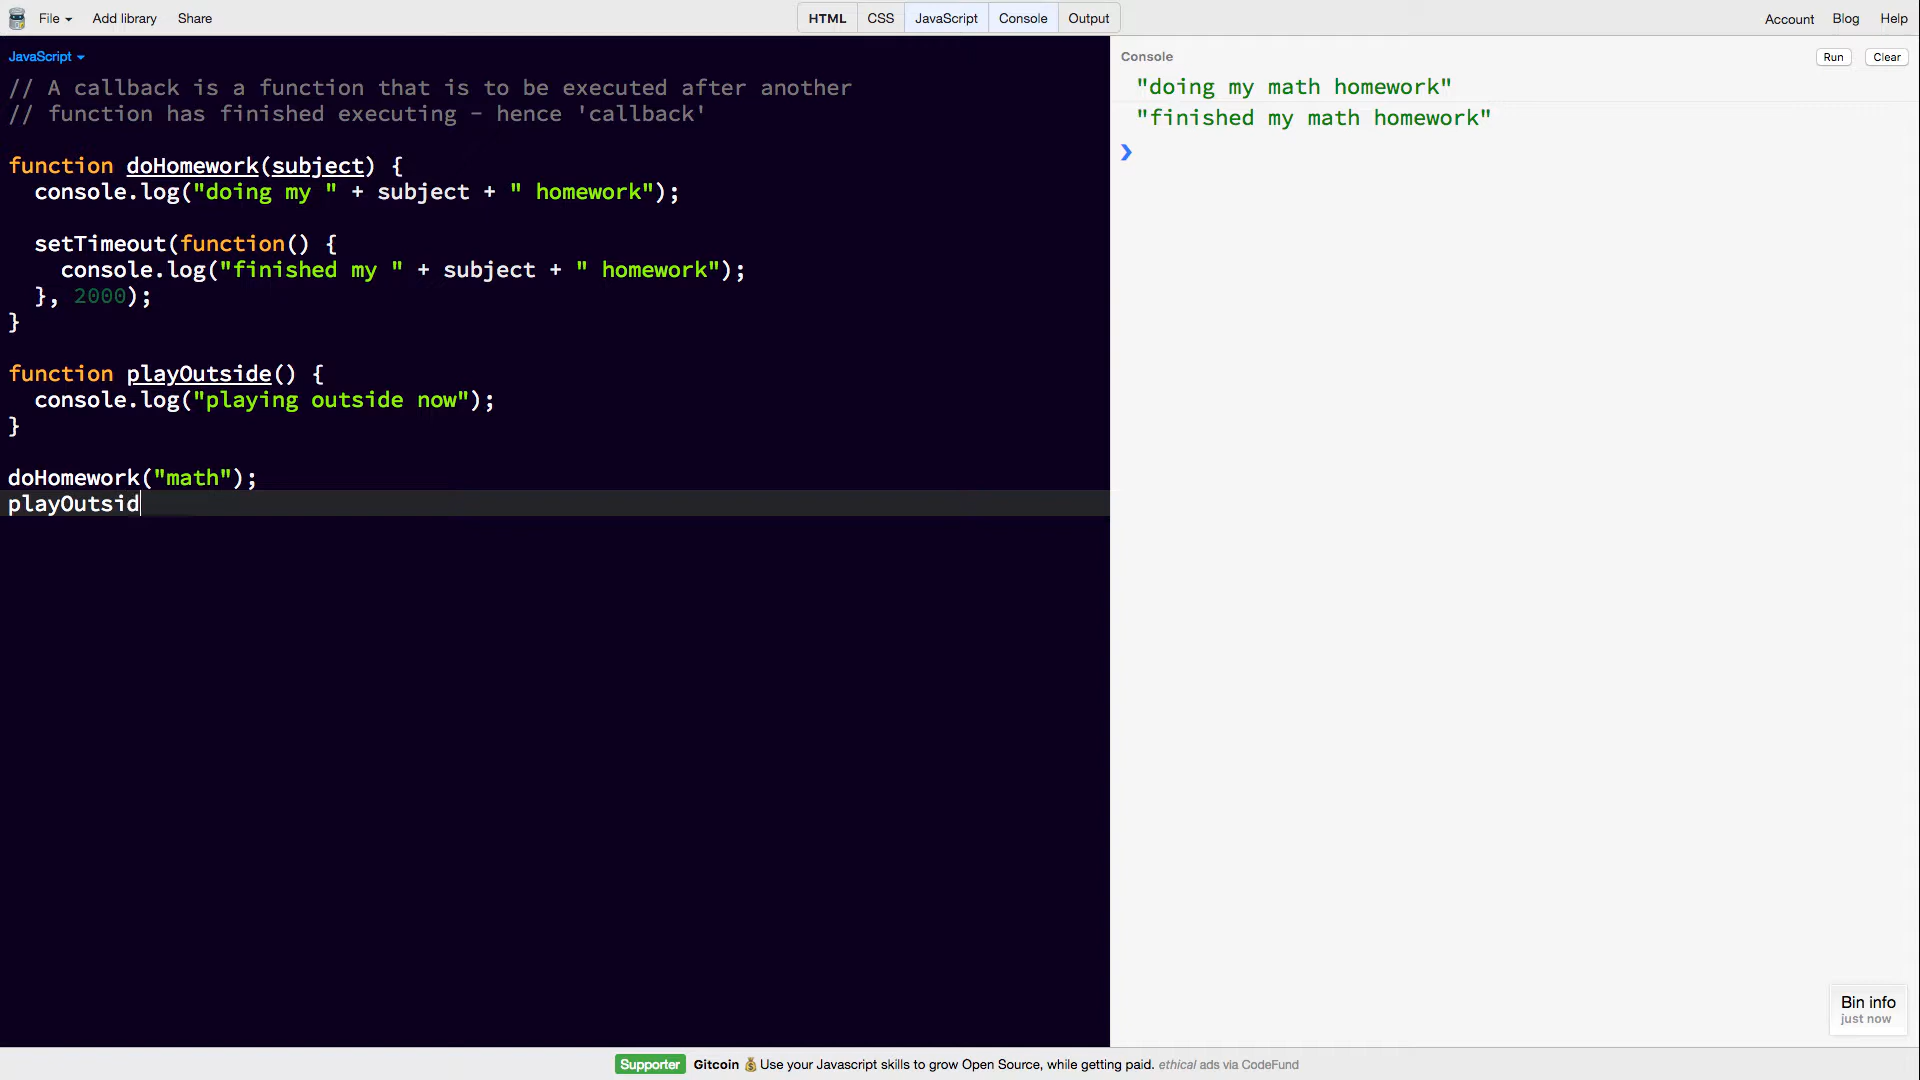 File Add library Share HTML CSS JavaScript Console Output Account Blog Help
JavaScript
// A callback is a function that is to be executed after another
// function has finished executing - hence 'callback'
function doHomework(subject) {
console.log("doing my " + subject + " homework");
setTimeout(function() {
console.log("finished my " + subject + " homework");
}, 2000);
}
function playOutside() {
console.log("playing outside now");
}
doHomework("math");
playOutsid
Console Run Clear
"doing my math homework"
"finished my math homework"
Bin info
just now
Supporter Gitcoin 💰 Use your Javascript skills to grow Open Source, while getting paid. ethical ads via CodeFund